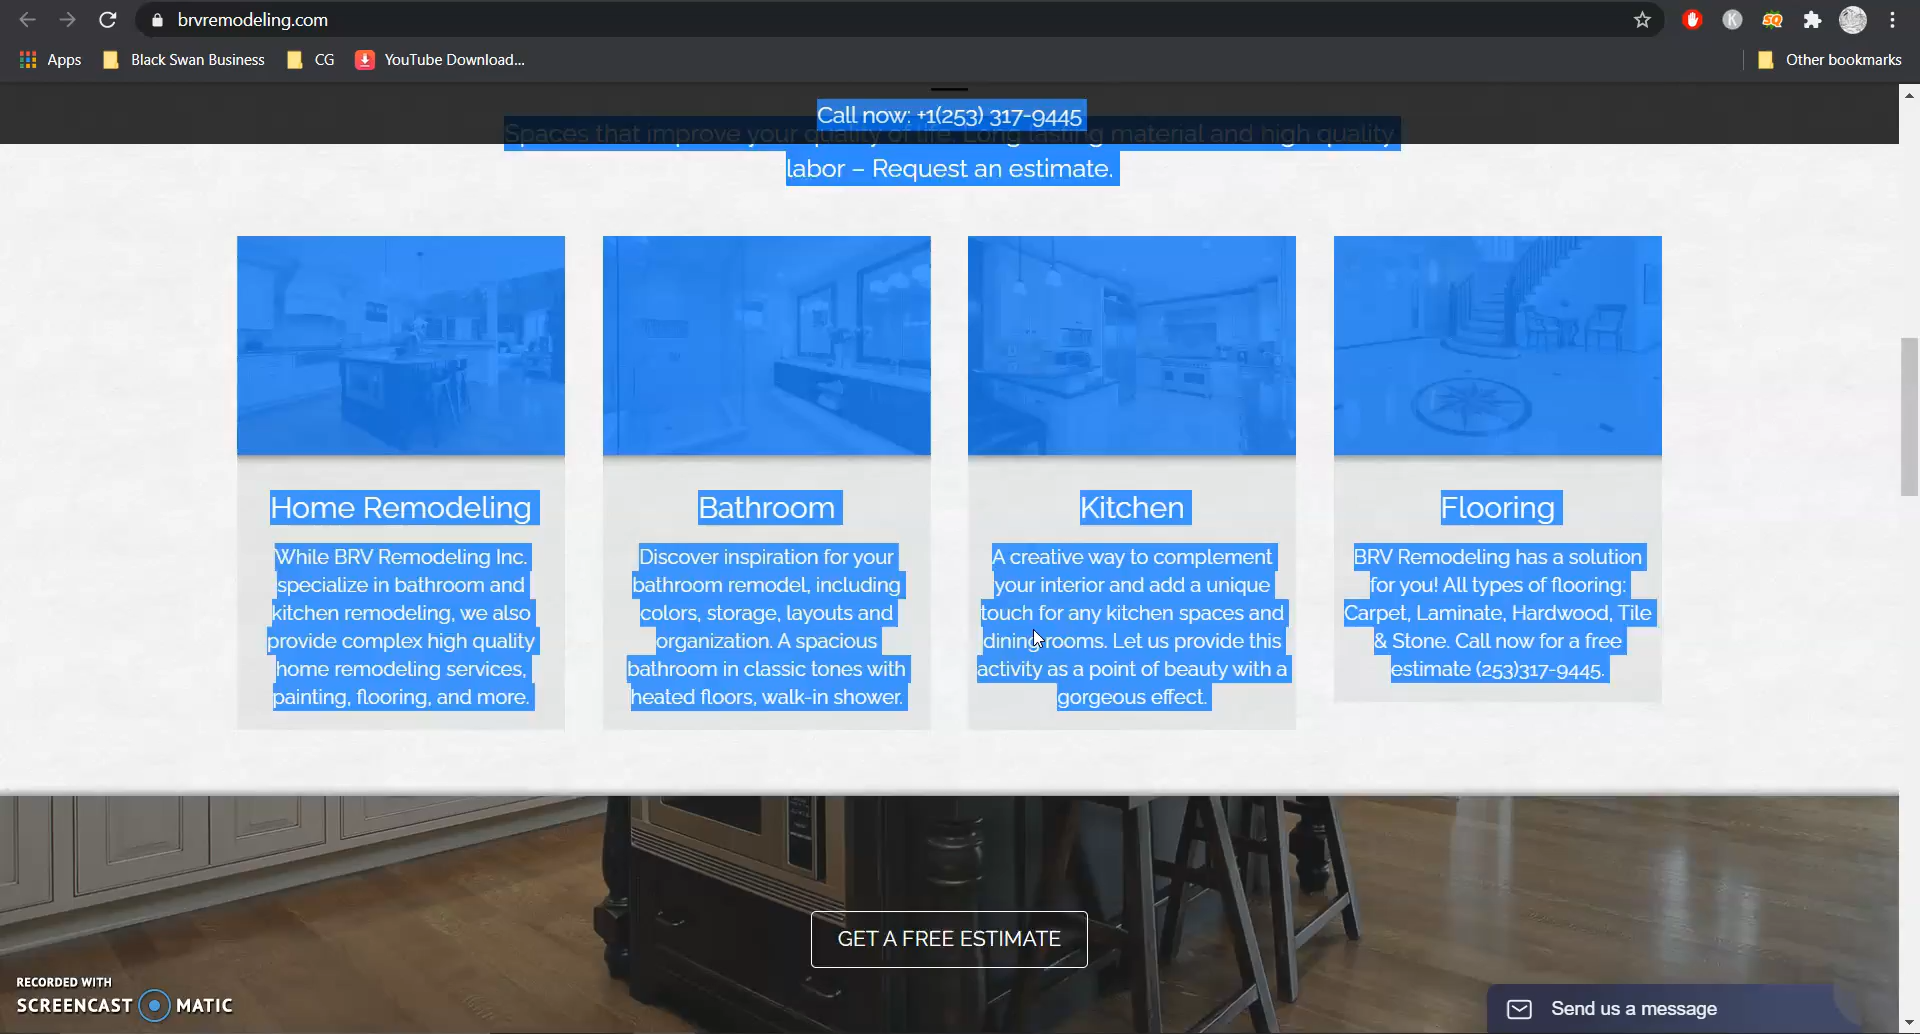 brvremodeling.com
Apps
Black Swan Business
CG
YouTube Download...
Other bookmarks
Call now: +1(253) 317-9445
Spaces that improve your quality of life. Long lasting material and high quality
labor – Request an estimate.
Home Remodeling
While BRV Remodeling Inc.
specialize in bathroom and
kitchen remodeling, we also
provide complex high quality
home remodeling services,
painting, flooring, and more.
Bathroom
Discover inspiration for your
bathroom remodel, including
colors, storage, layouts and
organization. A spacious
bathroom in classic tones with
heated floors, walk-in shower.
Kitchen
A creative way to complement
your interior and add a unique
touch for any kitchen spaces and
dining rooms. Let us provide this
activity as a point of beauty with a
gorgeous effect.
Flooring
BRV Remodeling has a solution
for you! All types of flooring:
Carpet, Laminate, Hardwood, Tile
& Stone. Call now for a free
estimate (253)317-9445.
GET A FREE ESTIMATE
RECORDED WITH
SCREENCAST MATIC
Send us a message